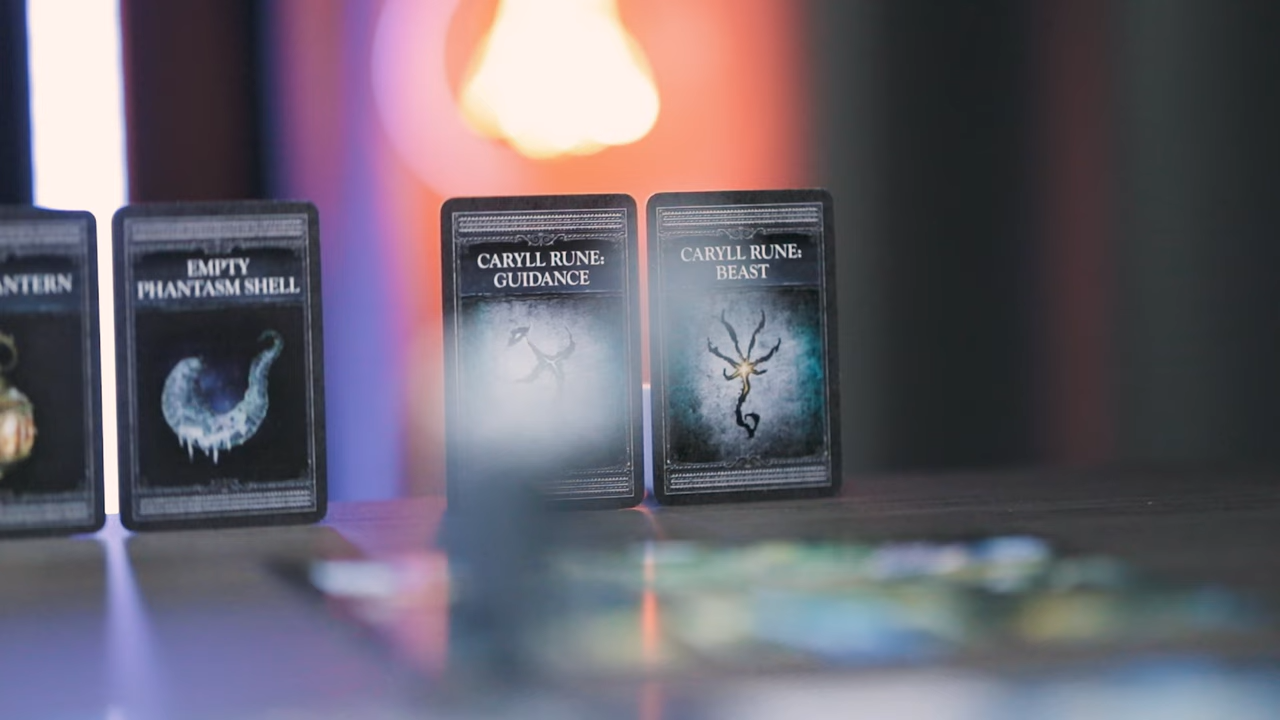 ANTERN
EMPTY
PHANTASM SHELL
CARYLL RUNE:
GUIDANCE
CARYLL RUNE:
BEAST